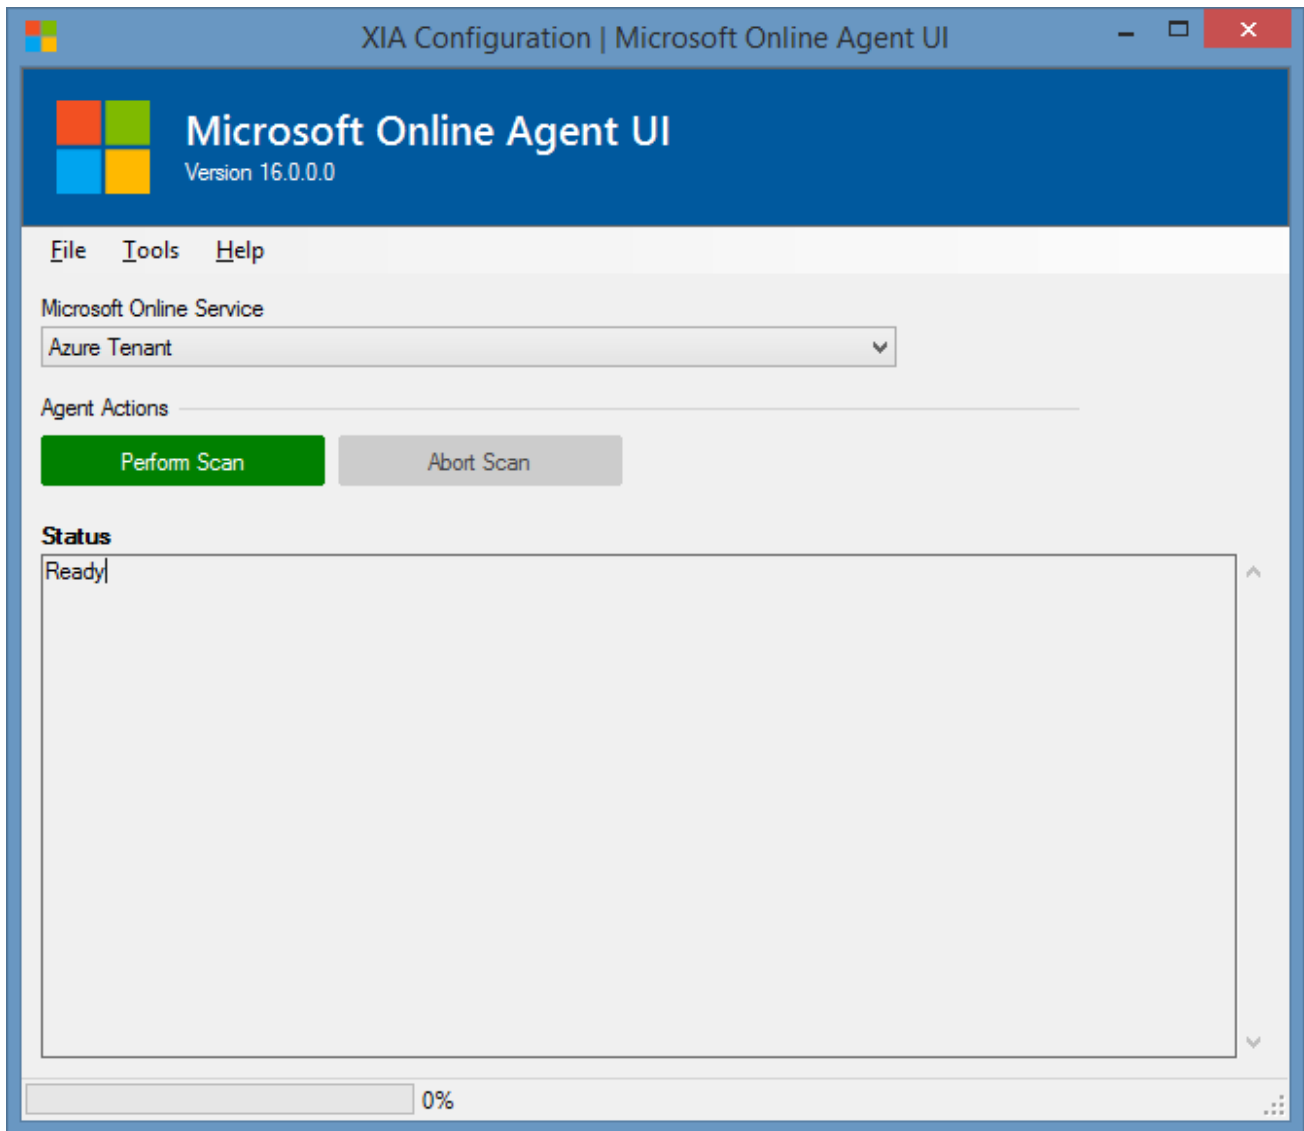 XIA Configuration | Microsoft Online Agent UI
Microsoft Online Agent UI
Version 16.0.0.0
File Tools Help
Microsoft Online Service
Azure Tenant
Agent Actions
Perform Scan Abort Scan
Status
Ready
0%